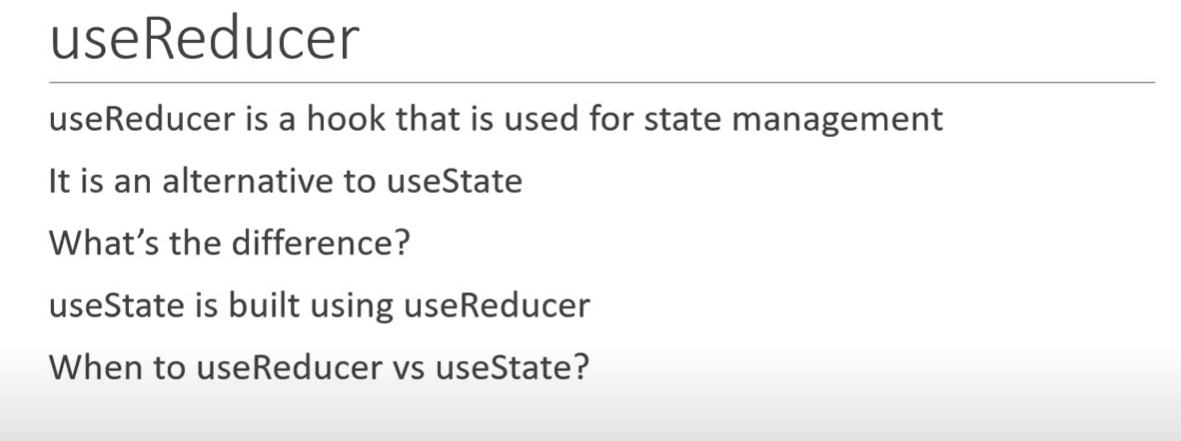 useReducer
useReducer is a hook that is used for state management
It is an alternative to useState
What’s the difference?
useState is built using useReducer
When to useReducer vs useState?